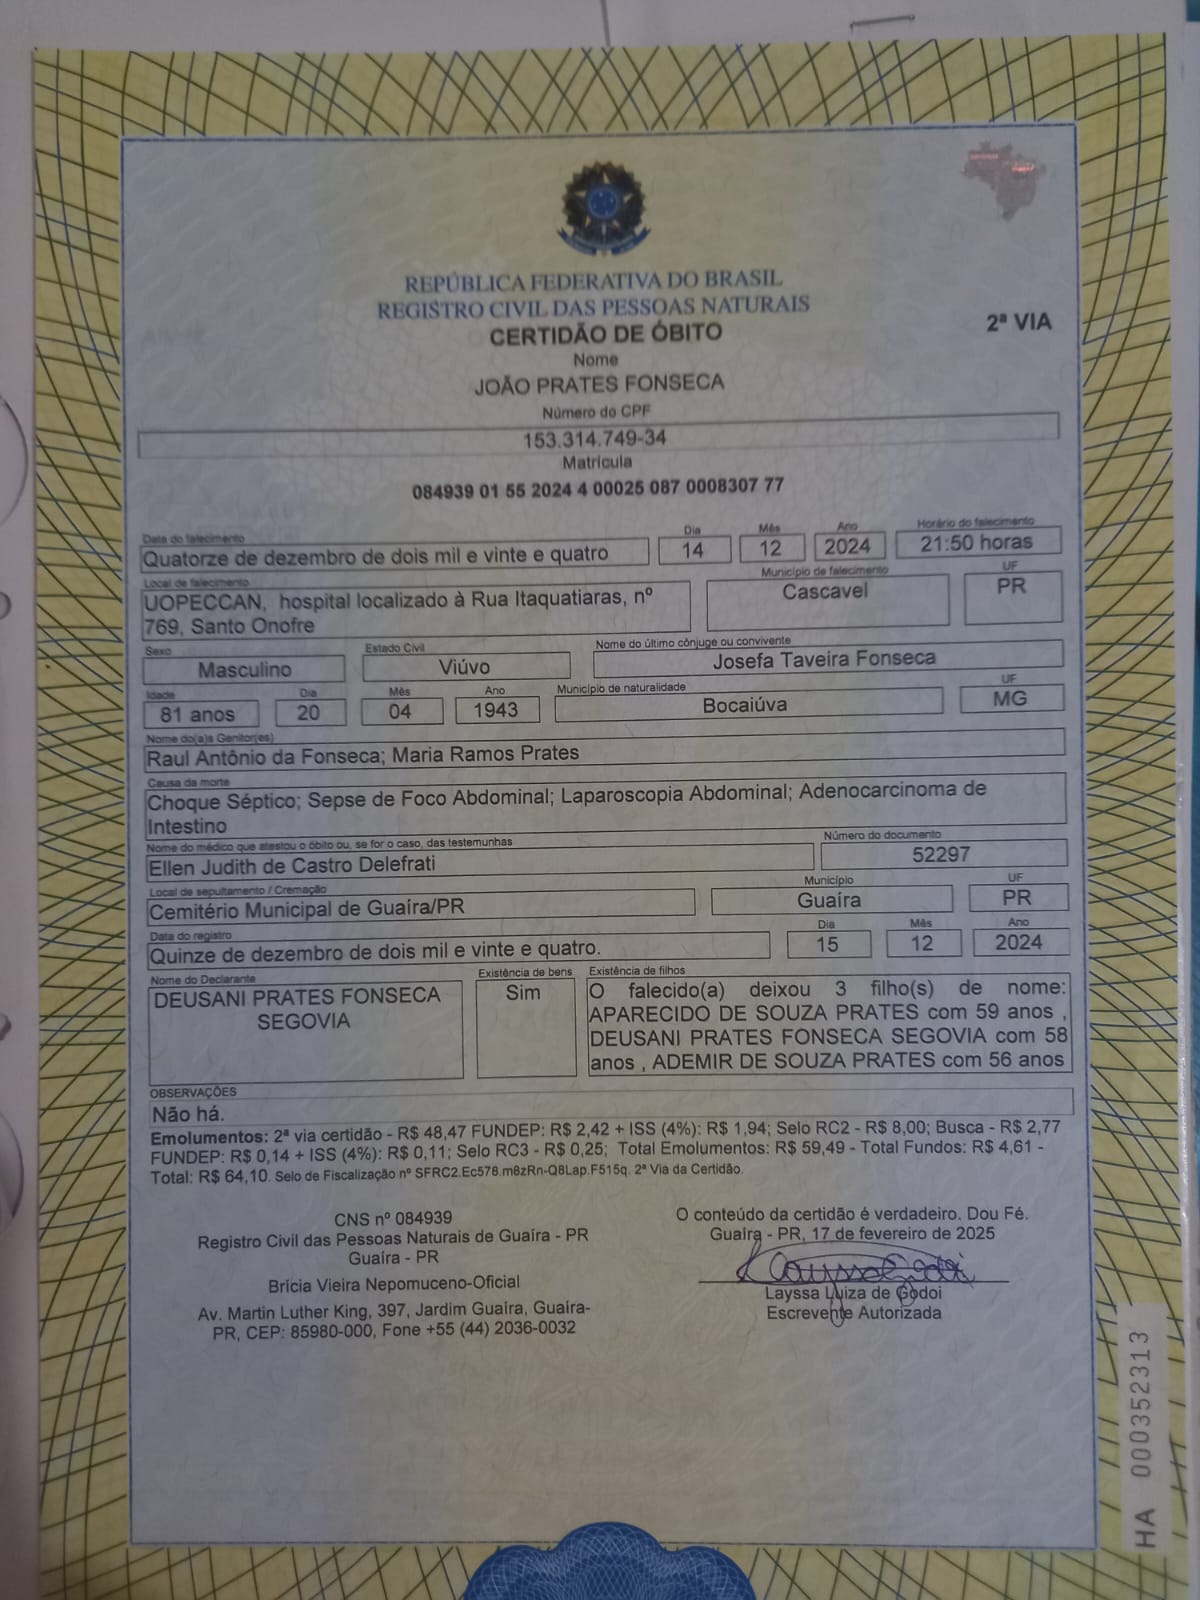 REPÚBLICA FEDERATIVA DO BRASIL
REGISTRO CIVIL DAS PESSOAS NATURAIS
CERTIDÃO DE ÓBITO
2ª VIA
Nome
JOÃO PRATES FONSECA
Número do CPF
153.314.749-34
Matrícula
084939 01 55 2024 4 00025 087 0008307 77
Data do falecimento Dia Mês Ano Horário do falecimento
Quatorze de dezembro de dois mil e vinte e quatro 14 12 2024 21:50 horas
Local de falecimento Município de falecimento UF
UOPECCAN, hospital localizado à Rua Itaquatiaras, nº Cascavel PR
769, Santo Onofre
Sexo Estado Civil Nome do último cônjuge ou convivente
Masculino Viúvo Josefa Taveira Fonseca
Idade Dia Mês Ano Município de naturalidade UF
81 anos 20 04 1943 Bocaiúva MG
Nome do(a)s Genitor(es)
Raul Antônio da Fonseca; Maria Ramos Prates
Causa da morte
Choque Séptico; Sepse de Foco Abdominal; Laparoscopia Abdominal; Adenocarcinoma de
Intestino
Nome do médico que atestou o óbito ou, se for o caso, das testemunhas Número do documento
Ellen Judith de Castro Delefrati 52297
Local de sepultamento / Cremação Município UF
Cemitério Municipal de Guaíra/PR Guaíra PR
Data do registro Dia Mês Ano
Quinze de dezembro de dois mil e vinte e quatro. 15 12 2024
Nome do Declarante Existência de bens Existência de filhos
DEUSANI PRATES FONSECA Sim O falecido(a) deixou 3 filho(s) de nome:
SEGOVIA APARECIDO DE SOUZA PRATES com 59 anos ,
DEUSANI PRATES FONSECA SEGOVIA com 58
anos , ADEMIR DE SOUZA PRATES com 56 anos
OBSERVAÇÕES
Não há.
Emolumentos: 2ª via certidão - R$ 48,47 FUNDEP: R$ 2,42 + ISS (4%): R$ 1,94; Selo RC2 - R$ 8,00; Busca - R$ 2,77
FUNDEP: R$ 0,14 + ISS (4%): R$ 0,11; Selo RC3 - R$ 0,25; Total Emolumentos: R$ 59,49 - Total Fundos: R$ 4,61 -
Total: R$ 64,10. Selo de Fiscalização nº SFRC2.Ec578.m8zRn-Q8Lap.F515q. 2ª Via da Certidão.
CNS nº 084939
Registro Civil das Pessoas Naturais de Guaíra - PR
Guaíra - PR
Brícia Vieira Nepomuceno-Oficial
Av. Martin Luther King, 397, Jardim Guaira, Guaira-
PR, CEP: 85980-000, Fone +55 (44) 2036-0032
O conteúdo da certidão é verdadeiro. Dou Fé.
Guaíra - PR, 17 de fevereiro de 2025
Layssa Luiza de Godoi
Escrevente Autorizada
HA 000352313